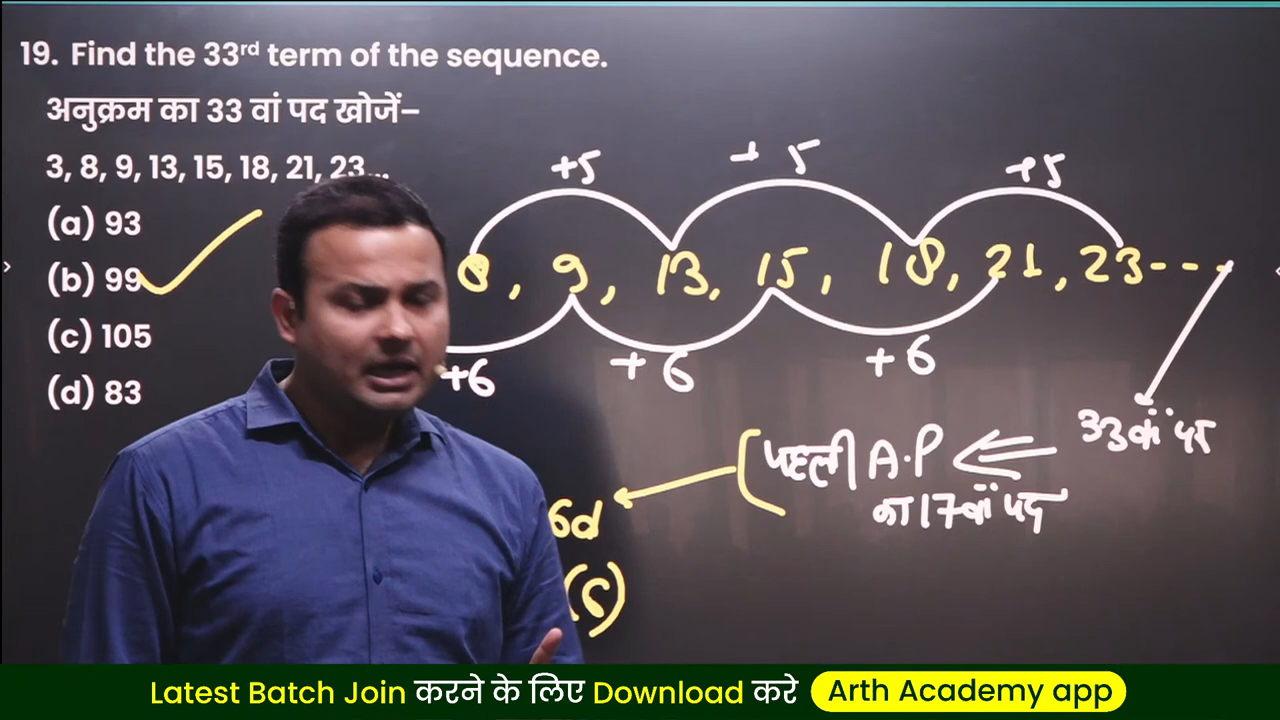 19. Find the 33rd term of the sequence.
अनुक्रम का 33 वां पद खोजें–
3, 8, 9, 13, 15, 18, 21, 23...
(a) 93
(b) 99
(c) 105
(d) 83
+5 +5 +5
8, 9, 13, 15, 18, 21, 23---
+6 +6 +6
33वाँ पद
पहली A.P
का 17वाँ पद
6d
Latest Batch Join करने के लिए Download करे Arth Academy app